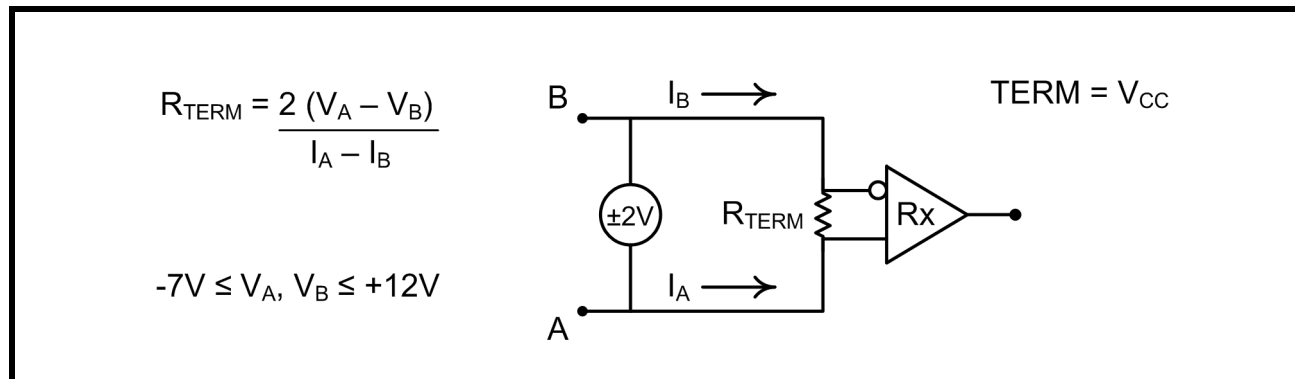 R_TERM = 2 (V_A – V_B)
I_A – I_B
-7V ≤ V_A, V_B ≤ +12V
B
I_B
TERM = V_CC
±2V
R_TERM
Rx
I_A
A